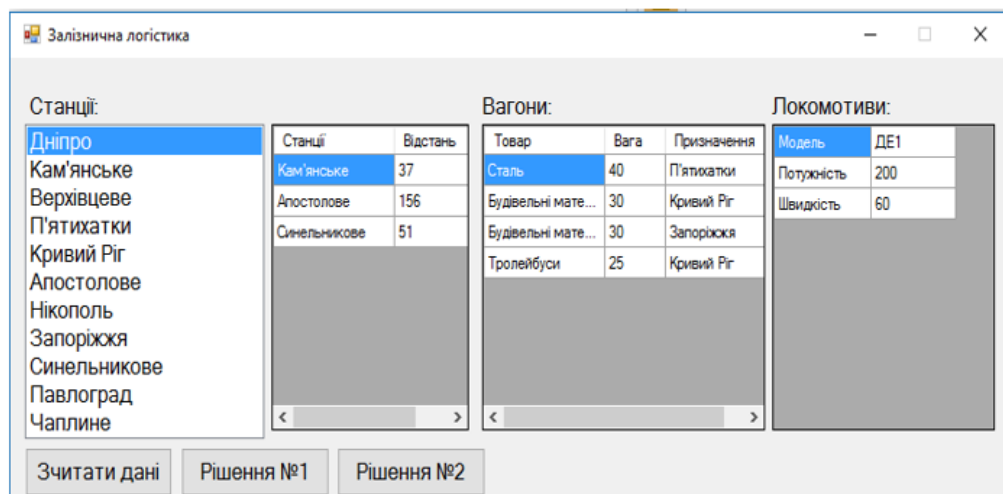 Залізнична логістика
Станції:
Дніпро
Кам'янське
Верхівцеве
П'ятихатки
Кривий Ріг
Апостолове
Нікополь
Запоріжжя
Синельникове
Павлоград
Чаплине
Станції Відстань
Кам'янське 37
Апостолове 156
Синельникове 51
Вагони:
Товар Вага Призначення
Сталь 40 П'ятихатки
Будівельні мате... 30 Кривий Ріг
Будівельні мате... 30 Запоріжжя
Тролейбуси 25 Кривий Ріг
Локомотиви:
Модель ДЕ1
Потужність 200
Швидкість 60
Зчитати дані Рішення №1 Рішення №2